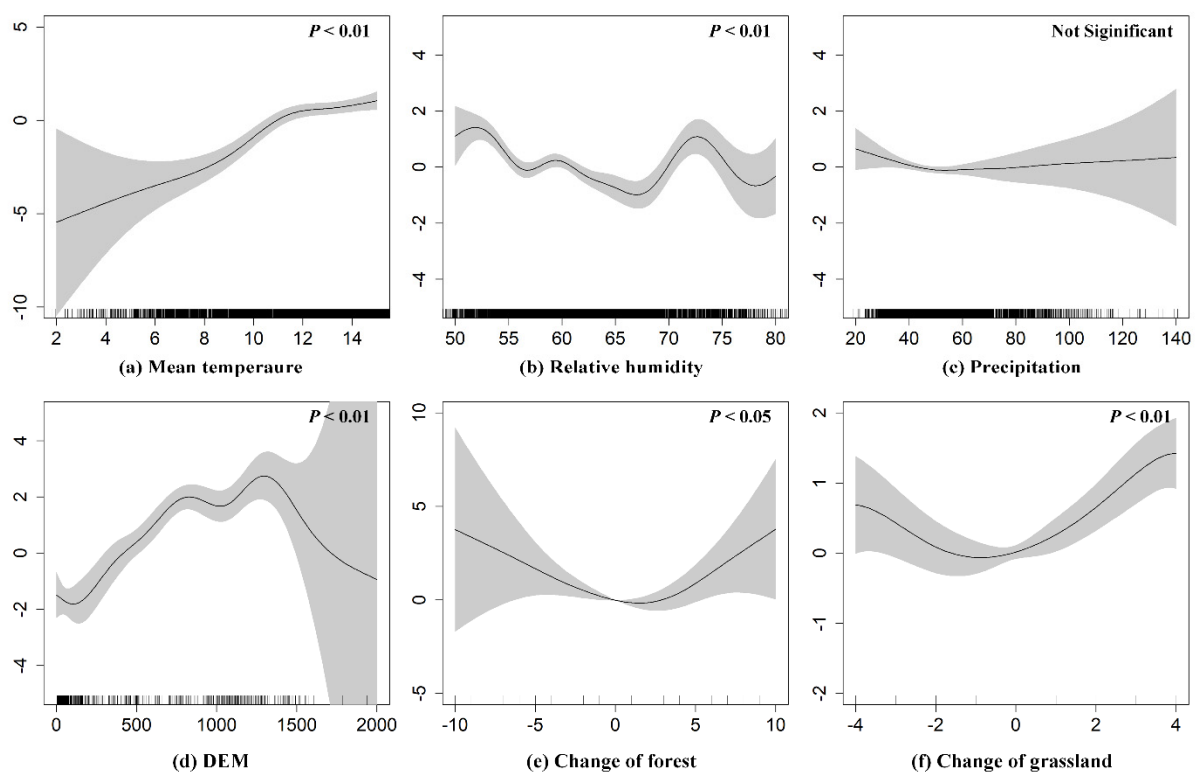 P < 0.01
P < 0.01
Not Siginificant
5
0
-5
-10
4
2
0
-2
-4
4
2
0
-2
-4
2 4 6 8 10 12 14
50 55 60 65 70 75 80
20 40 60 80 100 120 140
(a) Mean temperaure
(b) Relative humidity
(c) Precipitation
P < 0.01
P < 0.05
P < 0.01
4
2
0
-2
-4
10
5
0
-5
2
1
0
-1
-2
0 500 1000 1500 2000
-10 -5 0 5 10
-4 -2 0 2 4
(d) DEM
(e) Change of forest
(f) Change of grassland